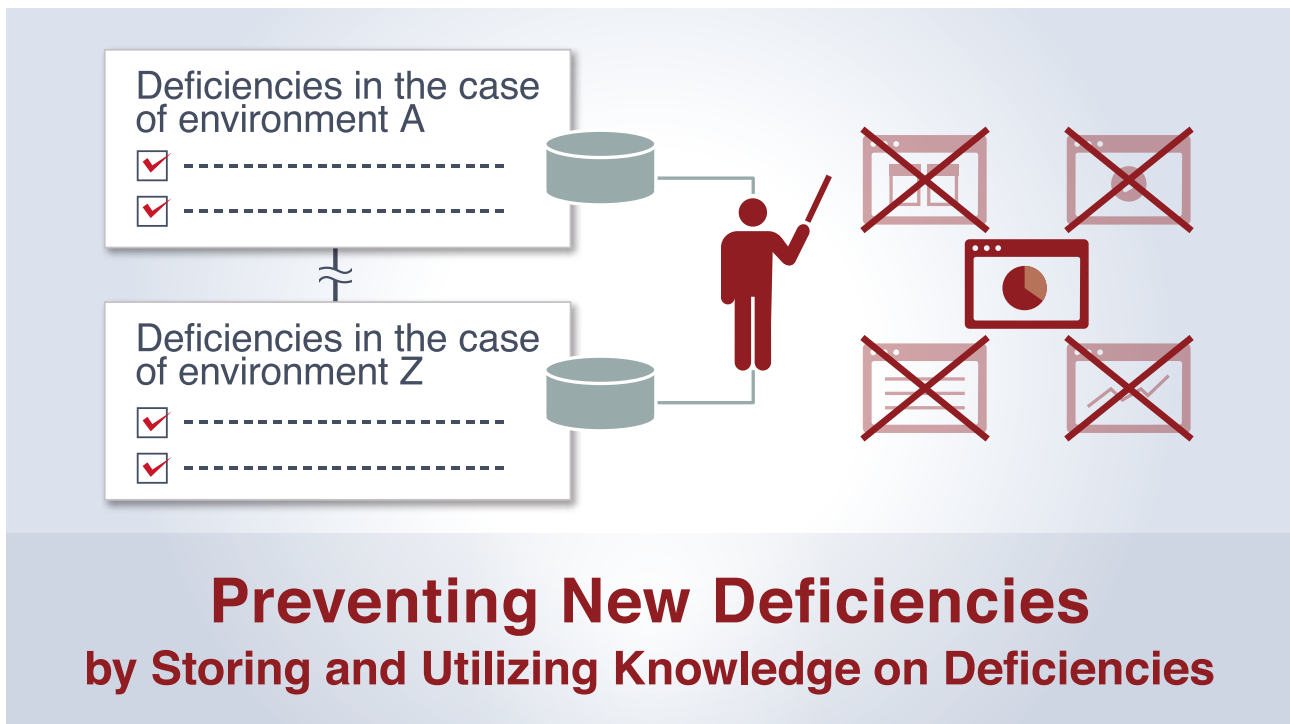 Deficiencies in the case
of environment A
Deficiencies in the case
of environment Z
Preventing New Deficiencies
by Storing and Utilizing Knowledge on Deficiencies